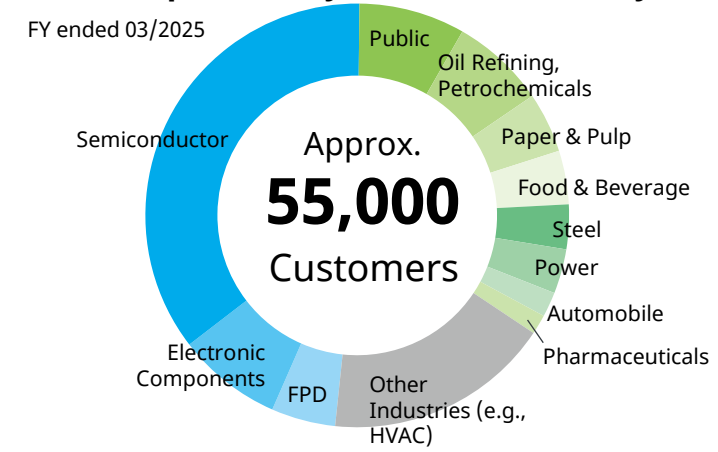 FY ended 03/2025
Public
Oil Refining,
Petrochemicals
Semiconductor
Paper & Pulp
Approx.
55,000
Customers
Food & Beverage
Steel
Power
Automobile
Pharmaceuticals
Electronic
Components
FPD
Other
Industries (e.g.,
HVAC)